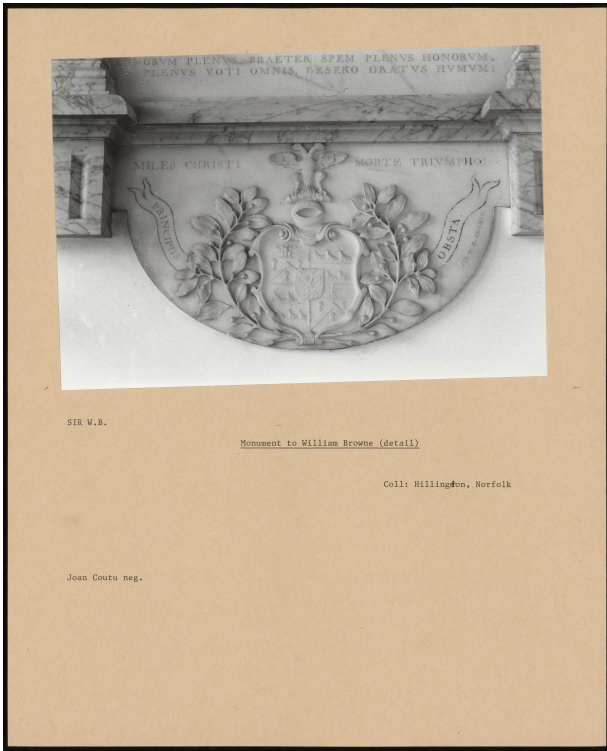 NORVM PLENVS, PRAETER SPEM PLENVS HONORVM,
PLENVS VOTI OMNIS, DESERO GRATVS HVMVM:
MILES CHRISTI MORTE TRIVMPHO:
PRINCIPIIS
OBSTA
SIR W.B.
Monument to William Browne (detail)
Coll: Hillington, Norfolk
Joan Coutu neg.